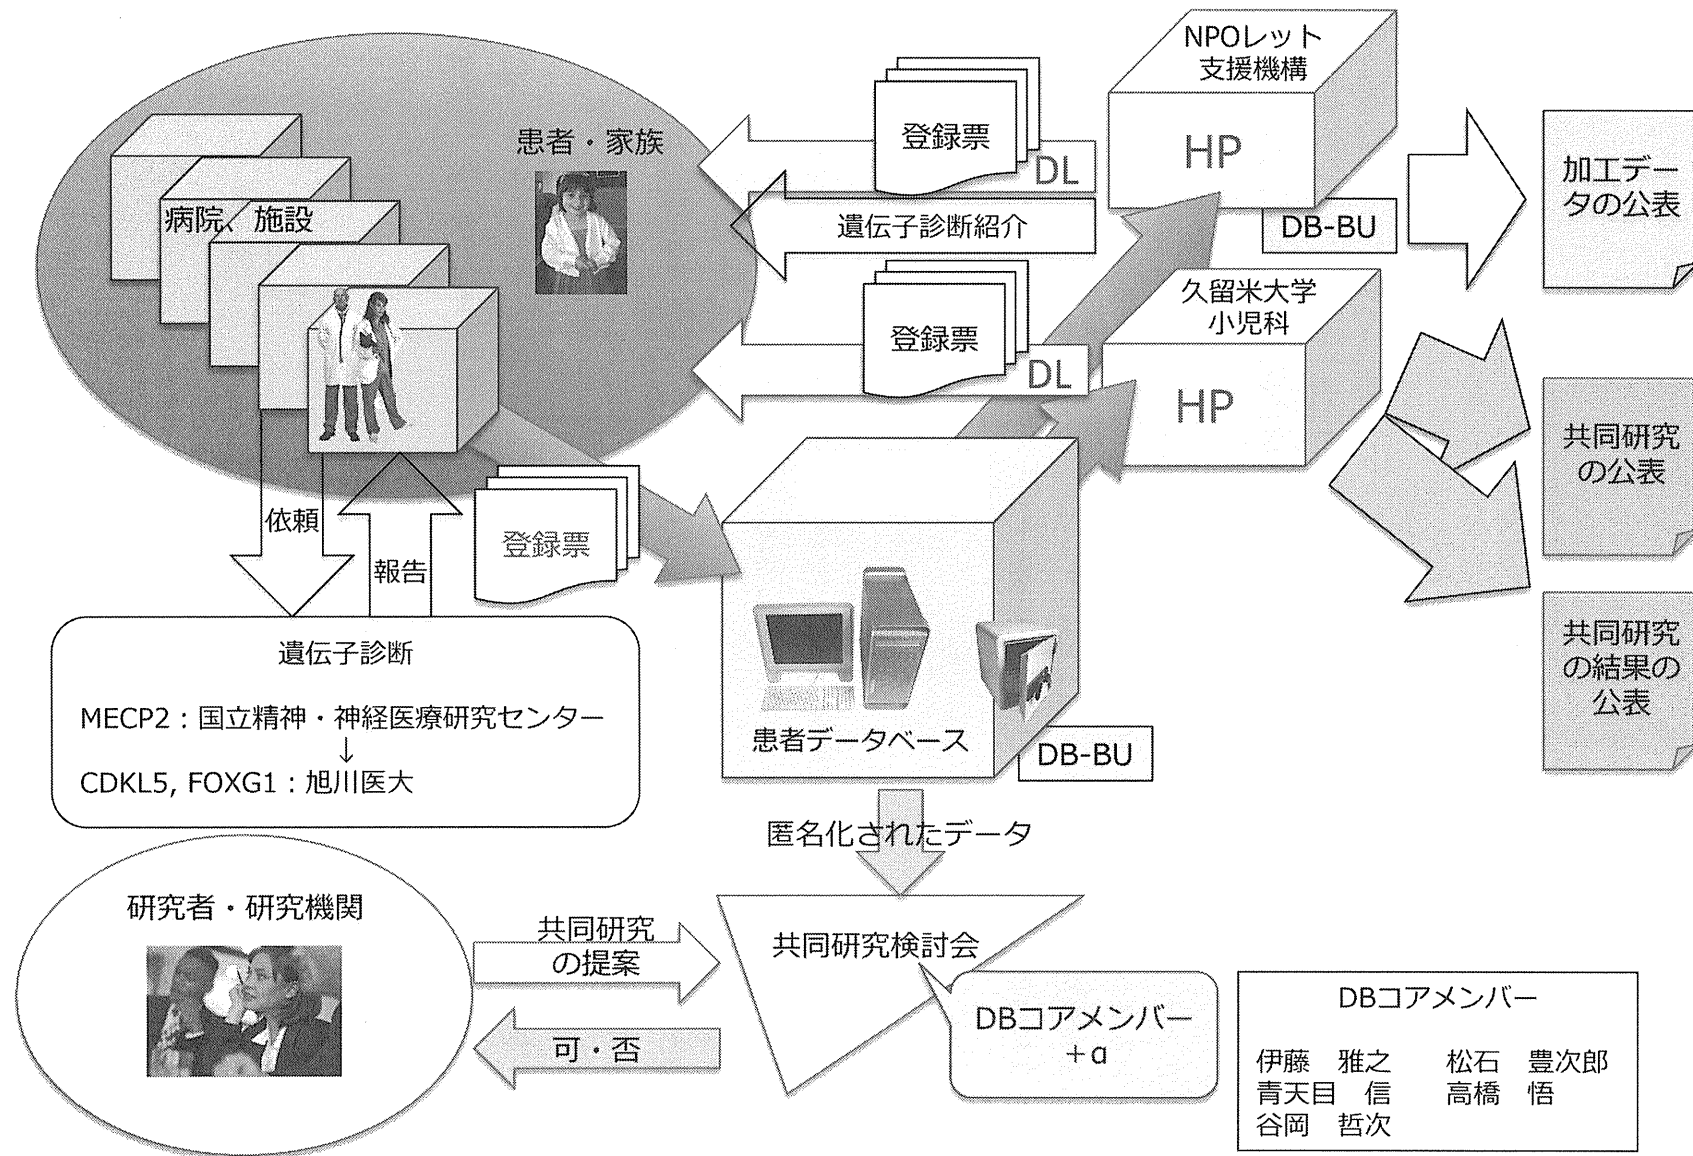 NPOレット
支援機構
HP
DB-BU
登録票
DL
遺伝子診断紹介
患者・家族
病院、施設
加工デー
タの公表
久留米大学
小児科
HP
登録票
DL
共同研究
の公表
共同研究
の結果の
公表
依頼
報告
登録票
遺伝子診断
MECP2：国立精神・神経医療研究センター
↓
CDKL5, FOXG1：旭川医大
患者データベース
DB-BU
匿名化されたデータ
研究者・研究機関
共同研究
の提案
可・否
共同研究検討会
DBコアメンバー
+α
DBコアメンバー
伊藤　雅之　　松石　豊次郎
青天目　信　　高橋　悟
谷岡　哲次